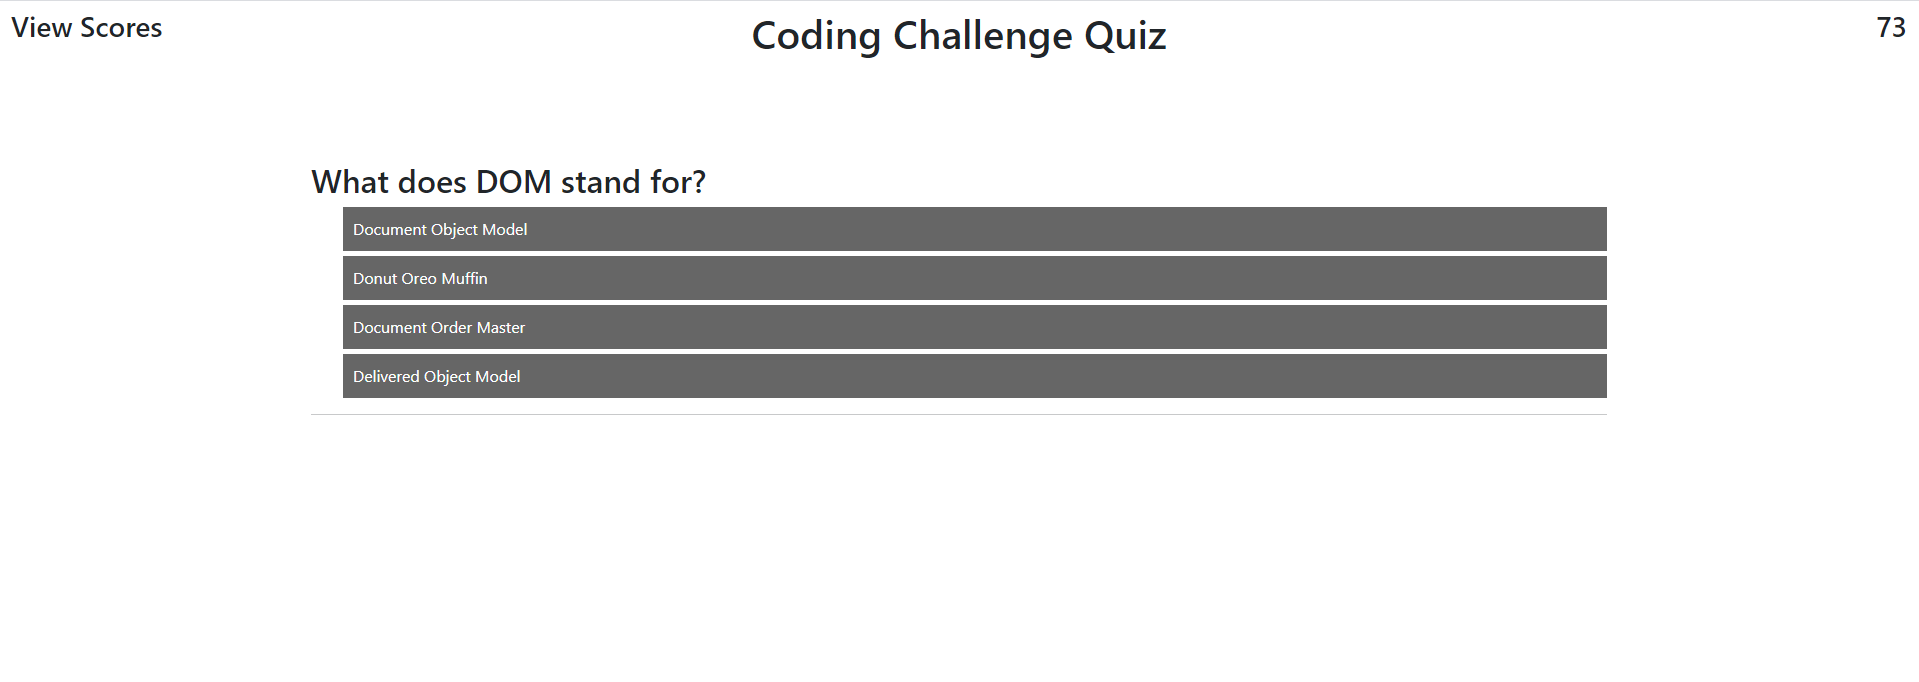 View Scores
Coding Challenge Quiz
73
What does DOM stand for?
Document Object Model
Donut Oreo Muffin
Document Order Master
Delivered Object Model